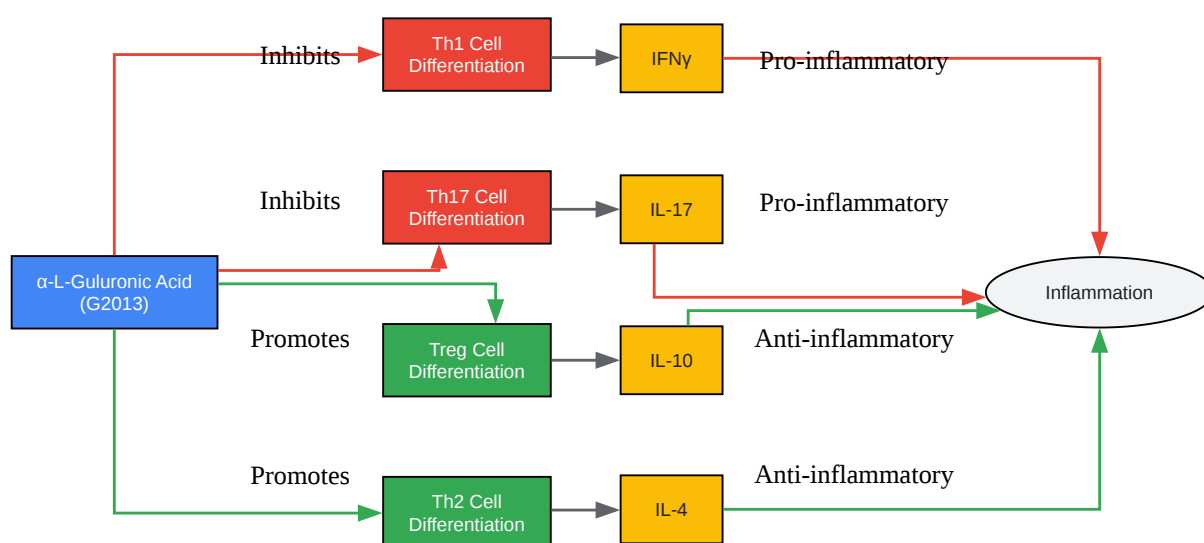 Inhibits
Th1 Cell
Differentiation
IFNγ
Pro-inflammatory
Inhibits
Th17 Cell
Differentiation
IL-17
Pro-inflammatory
α-L-Guluronic Acid
(G2013)
Inflammation
Promotes
Treg Cell
Differentiation
IL-10
Anti-inflammatory
Promotes
Th2 Cell
Differentiation
IL-4
Anti-inflammatory